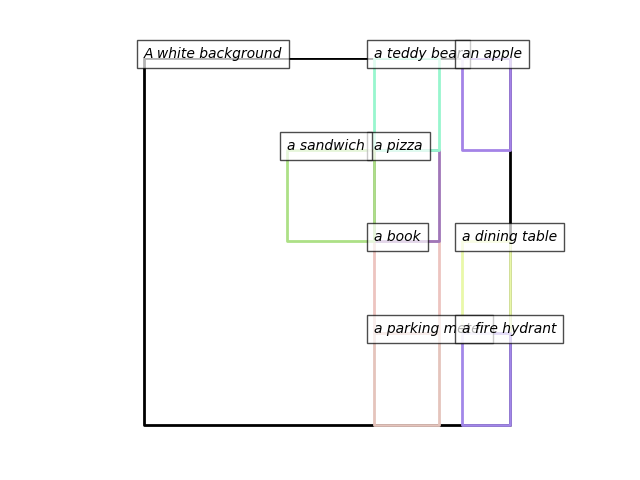 A white background
a teddy bear
an apple
a sandwich
a pizza
a book
a dining table
a parking meter
a fire hydrant